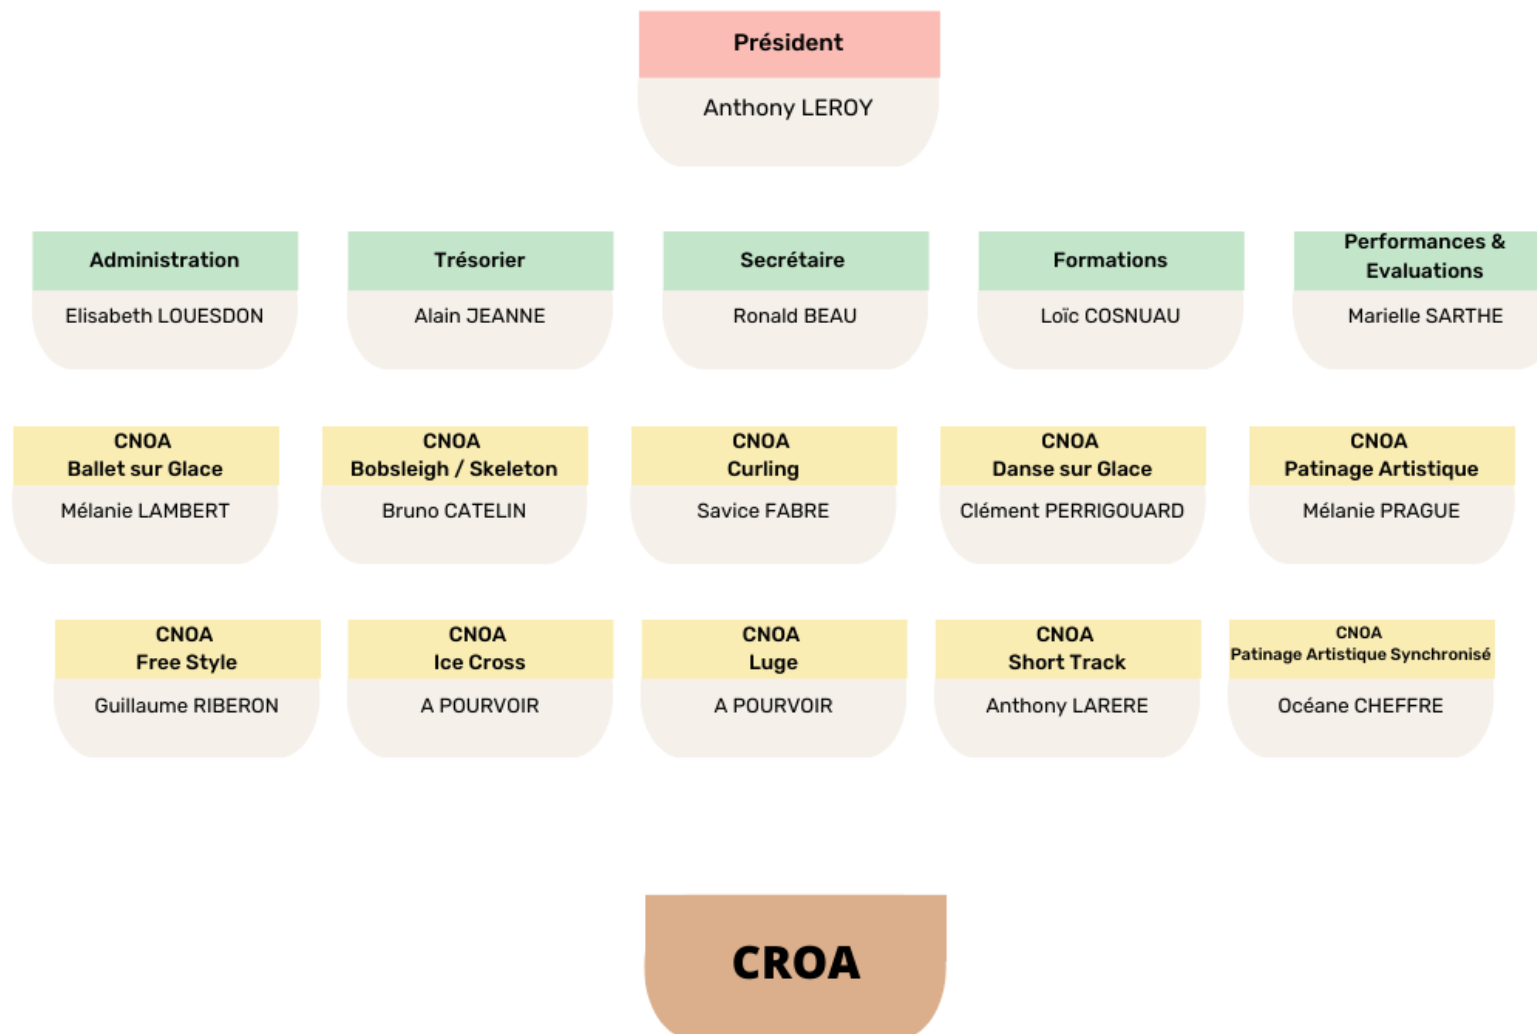 Président
Anthony LEROY
Administration
Elisabeth LOUESDON
Trésorier
Alain JEANNE
Secrétaire
Ronald BEAU
Formations
Loïc COSNUAU
Performances &
Evaluations
Marielle SARTHE
CNOA
Ballet sur Glace
Mélanie LAMBERT
CNOA
Bobsleigh / Skeleton
Bruno CATELIN
CNOA
Curling
Savice FABRE
CNOA
Danse sur Glace
Clément PERRIGOUARD
CNOA
Patinage Artistique
Mélanie PRAGUE
CNOA
Free Style
Guillaume RIBERON
CNOA
Ice Cross
A POURVOIR
CNOA
Luge
A POURVOIR
CNOA
Short Track
Anthony LARERE
CNOA
Patinage Artistique Synchronisé
Océane CHEFFRE
CROA